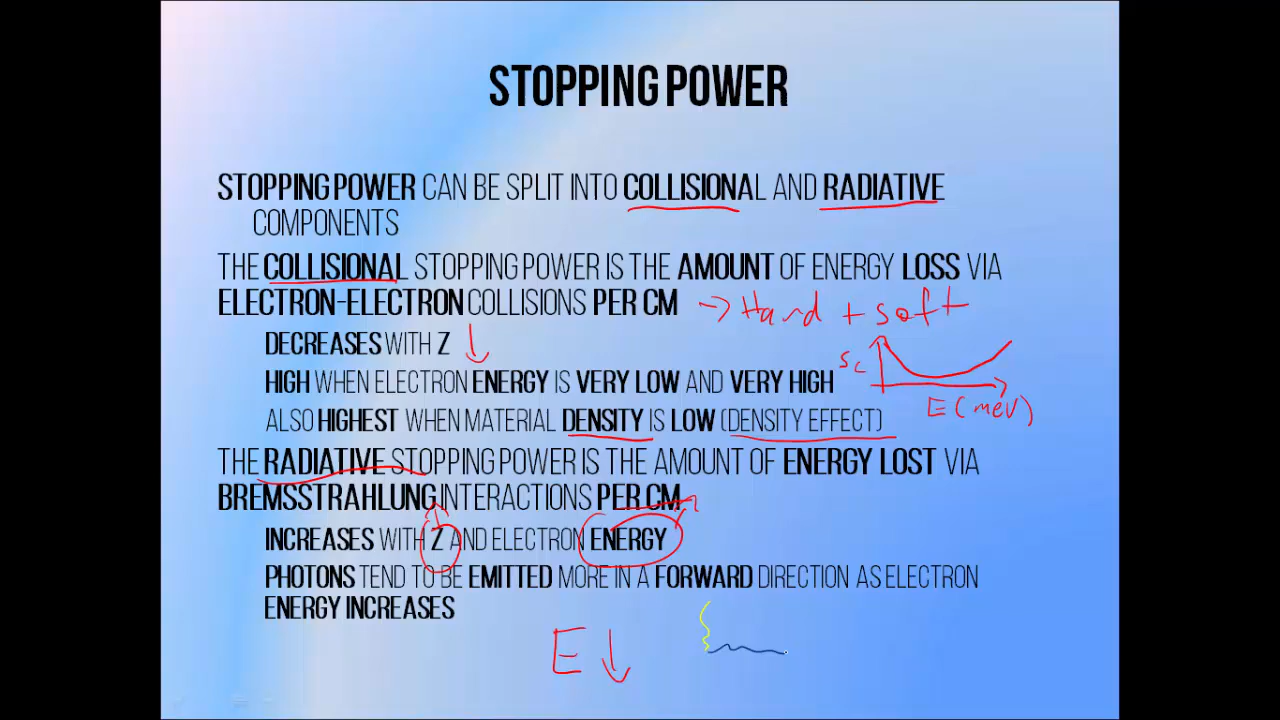 STOPPING POWER
STOPPING POWER CAN BE SPLIT INTO COLLISIONAL AND RADIATIVE
COMPONENTS
THE COLLISIONAL STOPPING POWER IS THE AMOUNT OF ENERGY LOSS VIA
ELECTRON-ELECTRON COLLISIONS PER CM → Hard + soft
DECREASES WITH Z ↓
Sc
HIGH WHEN ELECTRON ENERGY IS VERY LOW AND VERY HIGH
E (meV)
ALSO HIGHEST WHEN MATERIAL DENSITY IS LOW (DENSITY EFFECT)
THE RADIATIVE STOPPING POWER IS THE AMOUNT OF ENERGY LOST VIA
BREMSSTRAHLUNG INTERACTIONS PER CM
INCREASES WITH Z AND ELECTRON ENERGY
PHOTONS TEND TO BE EMITTED MORE IN A FORWARD DIRECTION AS ELECTRON
ENERGY INCREASES
E ↓